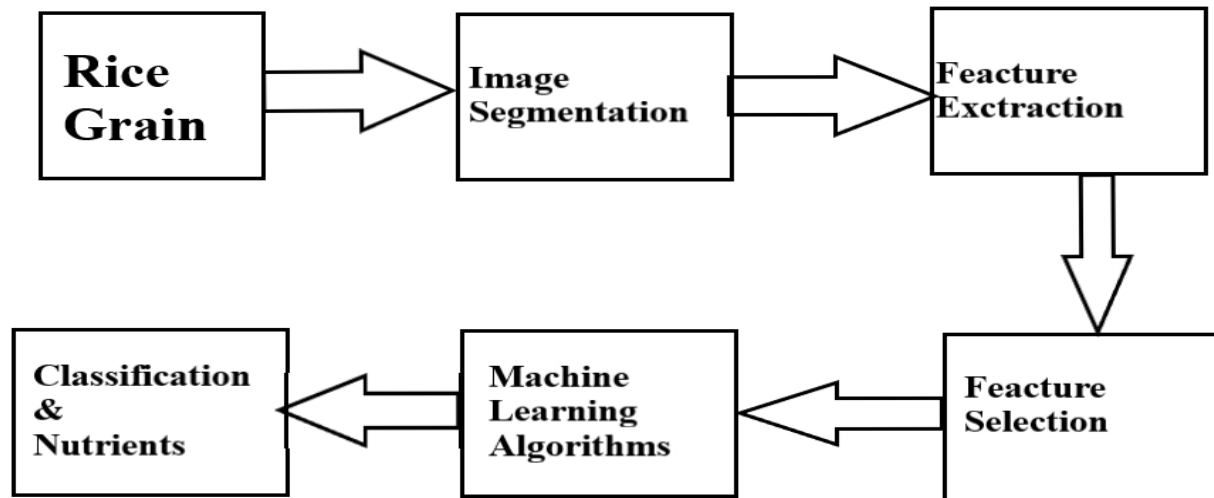 Rice
Grain
Image
Segmentation
Feacture
Exctraction
Feacture
Selection
Machine
Learning
Algorithms
Classification
&
Nutrients